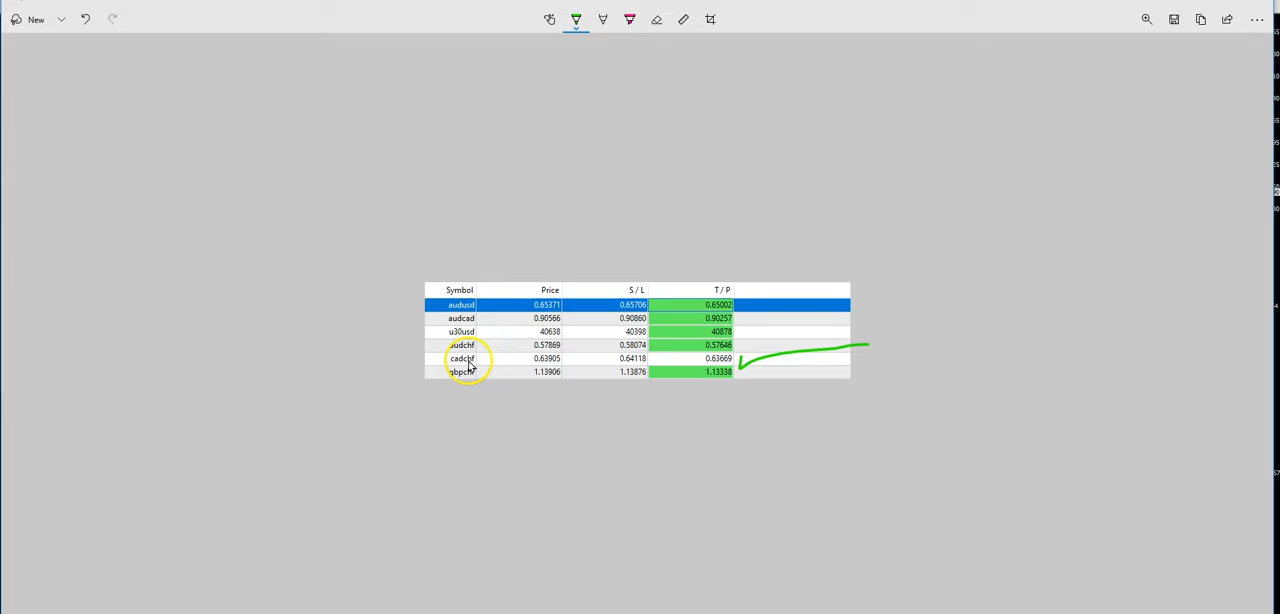 New
Symbol Price S / L T / P
audusd 0.65371 0.65706 0.65002
audcad 0.90566 0.90860 0.90257
u30usd 40638 40398 40878
audchf 0.57869 0.58074 0.57646
cadchf 0.63905 0.64118 0.63669
gbpchf 1.13906 1.13876 1.13338